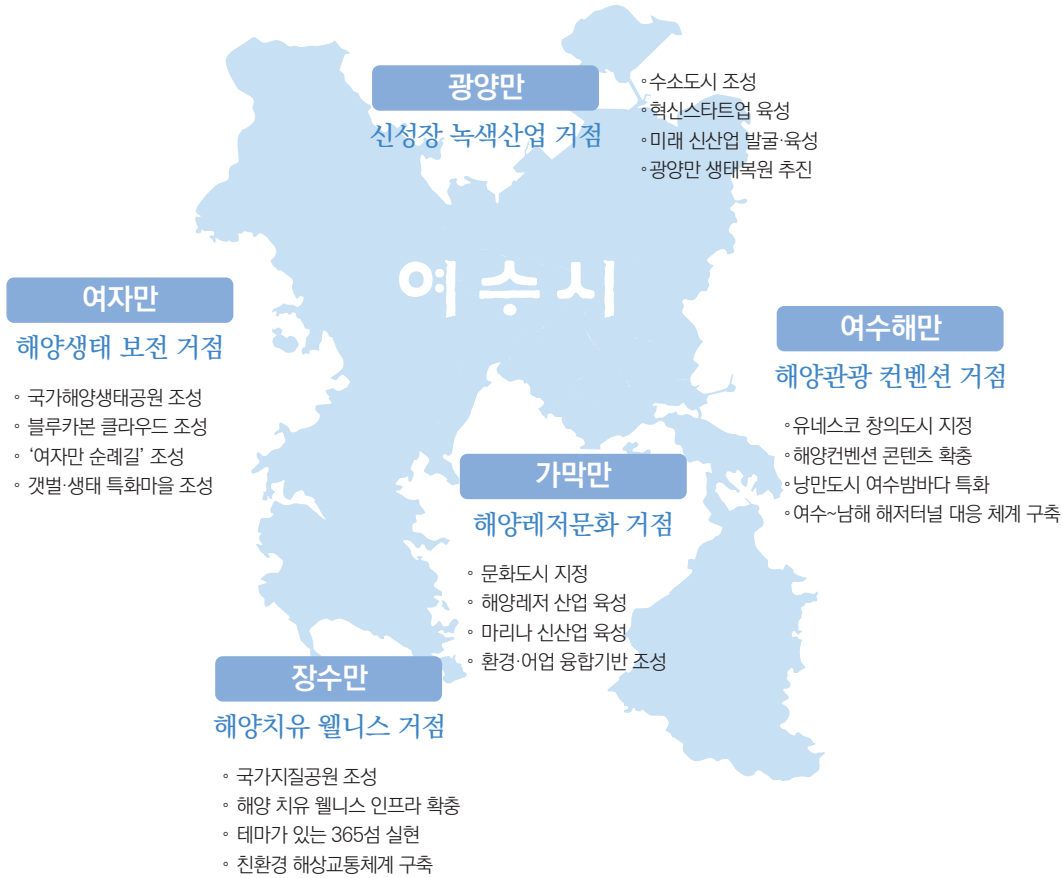 광양만
신성장 녹색산업 거점
◦수소도시 조성
◦혁신스타트업 육성
◦미래 신산업 발굴·육성
◦광양만 생태복원 추진
여수시
여자만
해양생태 보전 거점
◦ 국가해양생태공원 조성
◦ 블루카본 클라우드 조성
◦ ‘여자만 순례길’ 조성
◦ 갯벌·생태 특화마을 조성
여수해만
해양관광 컨벤션 거점
◦유네스코 창의도시 지정
◦해양컨벤션 콘텐츠 확충
◦낭만도시 여수밤바다 특화
◦여수~남해 해저터널 대응 체계 구축
가막만
해양레저문화 거점
◦ 문화도시 지정
◦ 해양레저 산업 육성
◦ 마리나 신산업 육성
◦ 환경·어업 융합기반 조성
장수만
해양치유 웰니스 거점
◦ 국가지질공원 조성
◦ 해양 치유 웰니스 인프라 확충
◦ 테마가 있는 365섬 실현
◦ 친환경 해상교통체계 구축